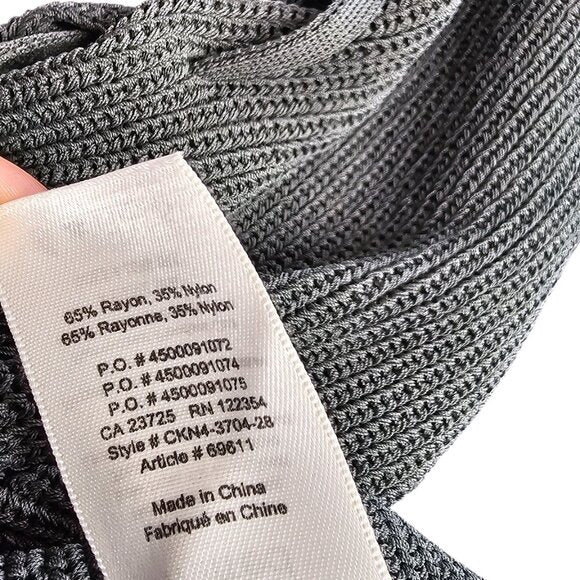 65% Rayon, 35% Nylon
65% Rayonne, 35% Nylon
P.O. # 4500091072
P.O. # 4500091074
P.O. # 4500091075
CA 23725 RN 122354
Style # CKN4-3704-28
Article # 69611
Made in China
Fabriqué en Chine